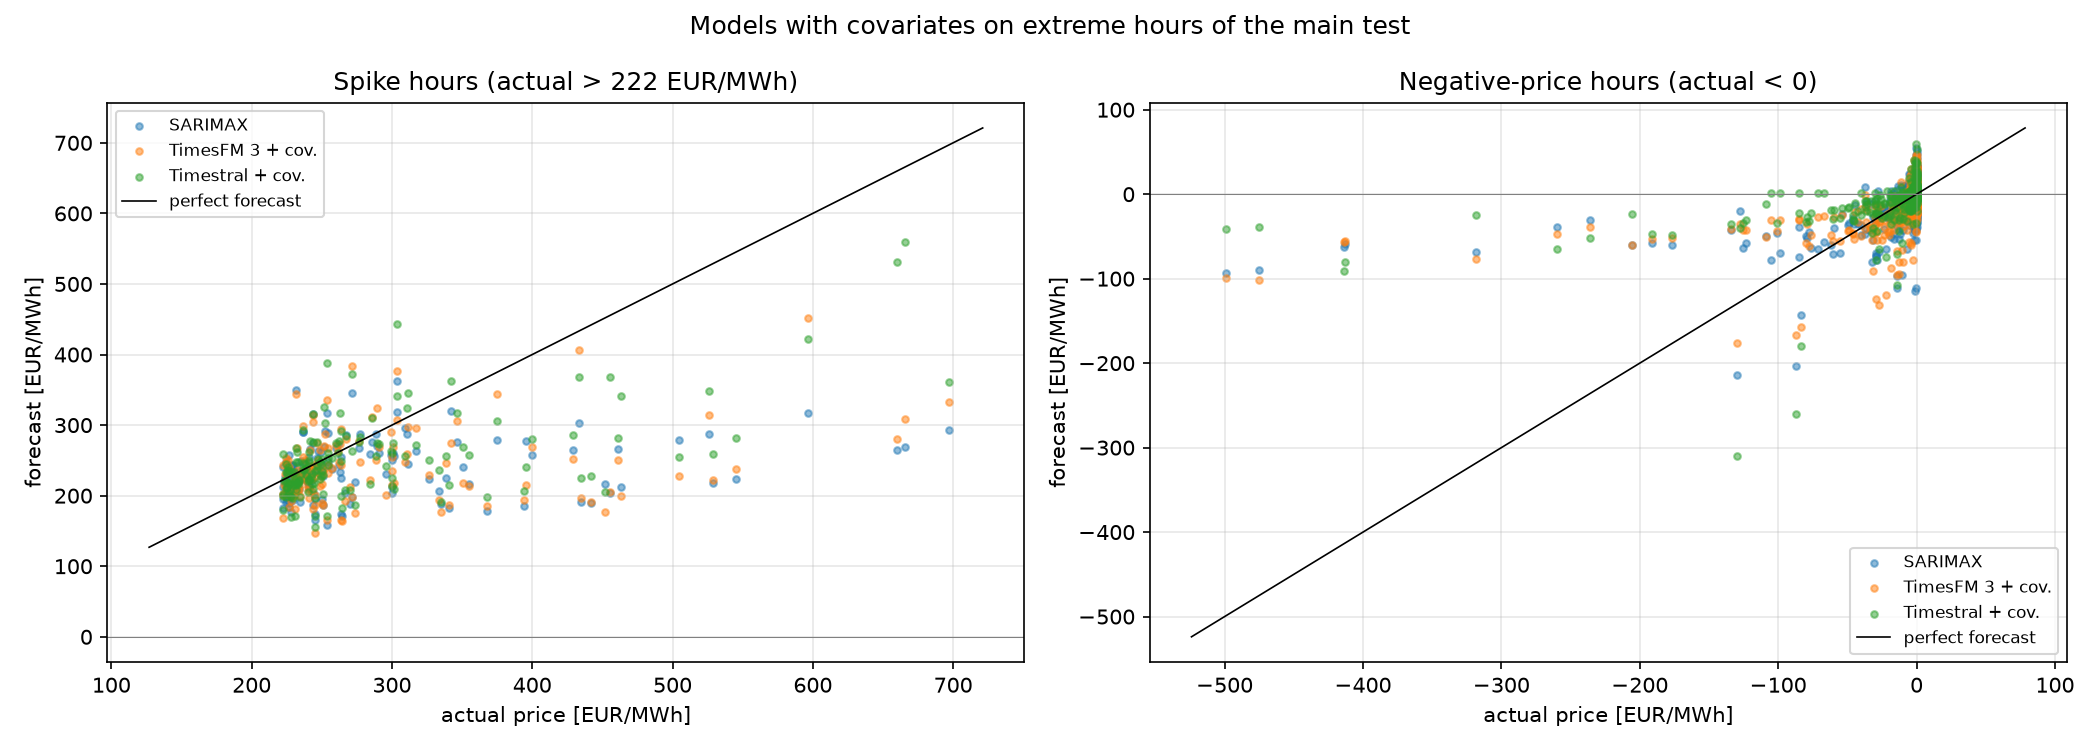 Models with covariates on extreme hours of the main test
Spike hours (actual > 222 EUR/MWh)
SARIMAX
TimesFM 3 + cov.
Timestral + cov.
perfect forecast
700
600
500
400
300
200
100
0
forecast [EUR/MWh]
100 200 300 400 500 600 700
actual price [EUR/MWh]
Negative-price hours (actual < 0)
100
0
−100
−200
−300
−400
−500
forecast [EUR/MWh]
SARIMAX
TimesFM 3 + cov.
Timestral + cov.
perfect forecast
−500 −400 −300 −200 −100 0 100
actual price [EUR/MWh]